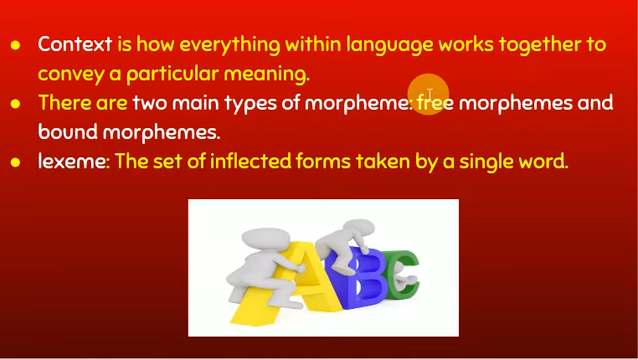 ● Context is how everything within language works together to
convey a particular meaning.
● There are two main types of morpheme: free morphemes and
bound morphemes.
● lexeme: The set of inflected forms taken by a single word.
ABC